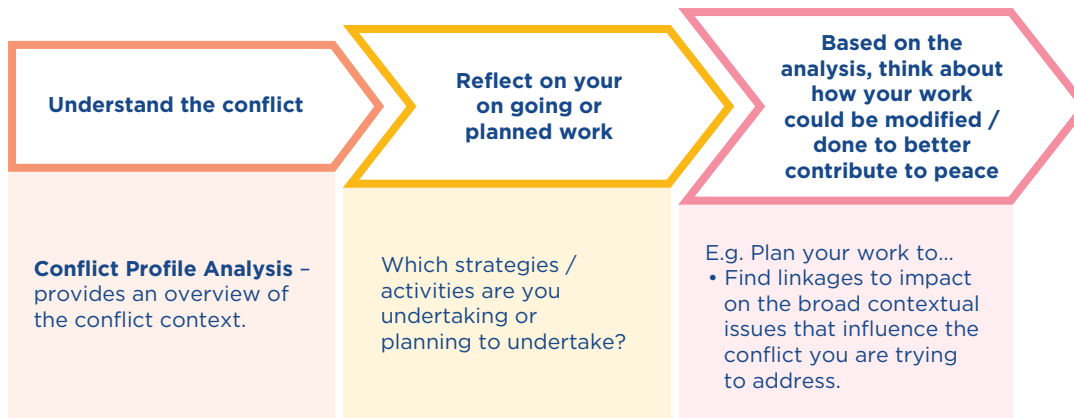 Understand the conflict
Reflect on your
on going or
planned work
Based on the
analysis, think about
how your work
could be modified /
done to better
contribute to peace
Conflict Profile Analysis –
provides an overview of
the conflict context.
Which strategies /
activities are you
undertaking or
planning to undertake?
E.g. Plan your work to...
• Find linkages to impact
on the broad contextual
issues that influence the
conflict you are trying
to address.